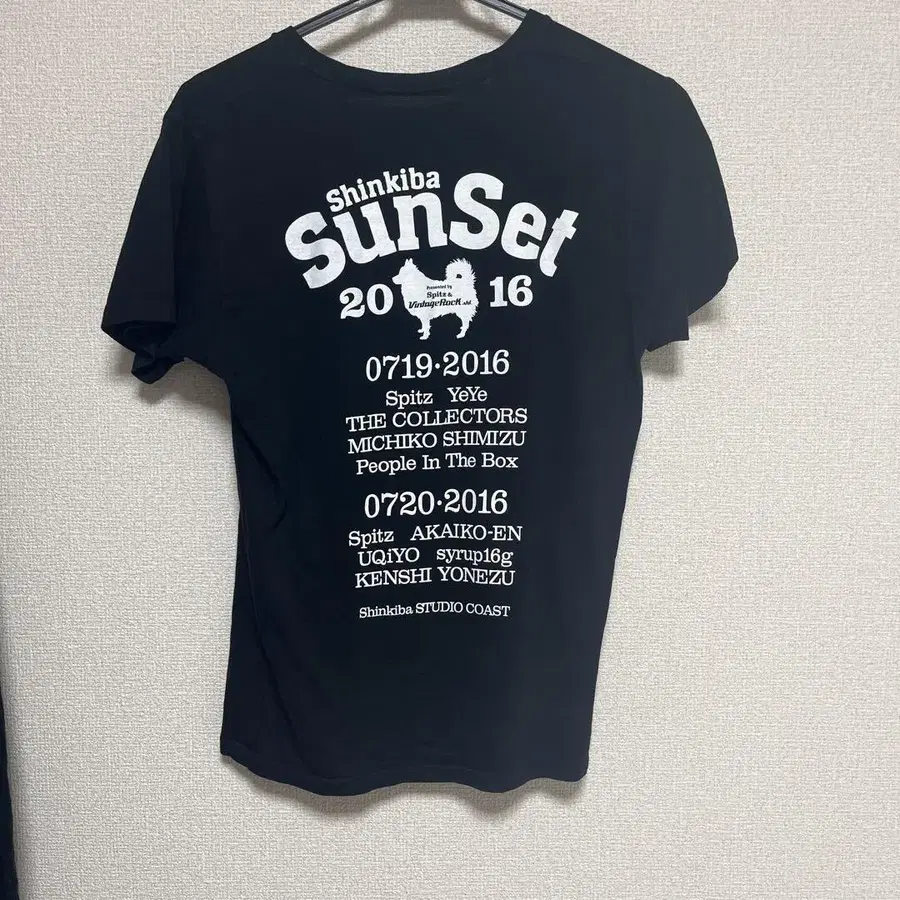 Shinkiba
SunSet
20 16
Presented by
Spitz &
VintageRock std.
0719・2016
Spitz YeYe
THE COLLECTORS
MICHIKO SHIMIZU
People In The Box
0720・2016
Spitz AKAIKO-EN
UQiYO syrup16g
KENSHI YONEZU
Shinkiba STUDIO COAST